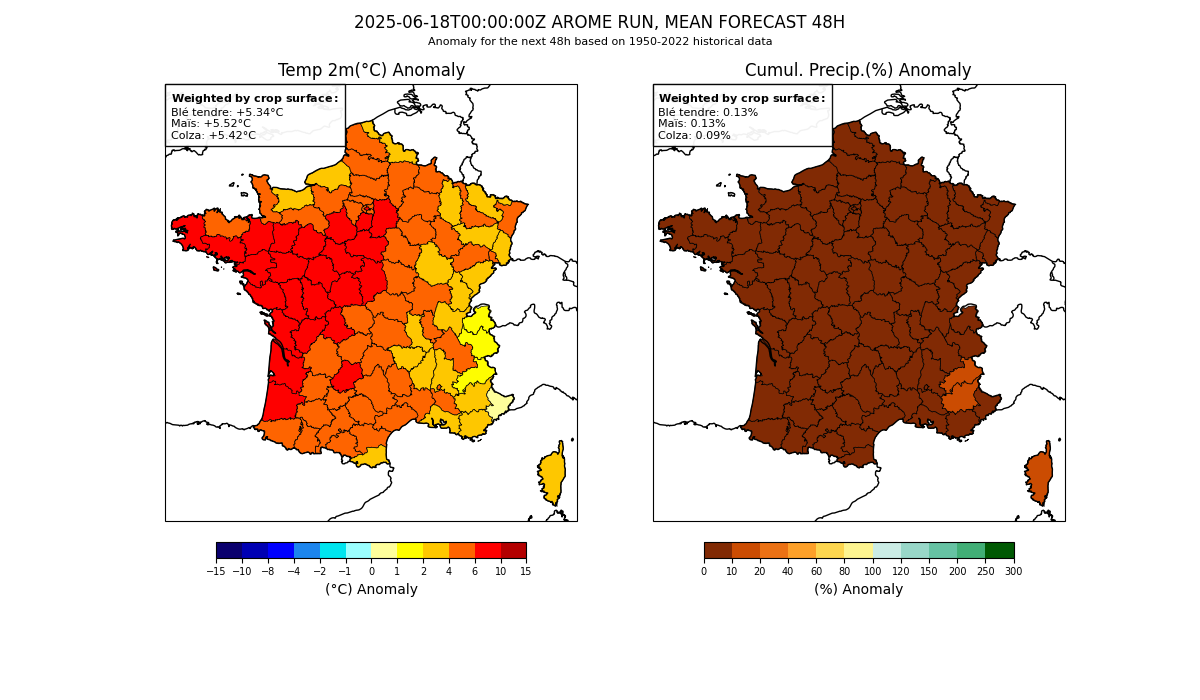 2025-06-18T00:00:00Z AROME RUN, MEAN FORECAST 48H
Anomaly for the next 48h based on 1950-2022 historical data
Temp 2m(°C) Anomaly
Weighted by crop surface:
Blé tendre: +5.34°C
Maïs: +5.52°C
Colza: +5.42°C
−15 −10 −8 −4 −2 −1 0 1 2 4 6 10 15
(°C) Anomaly
Cumul. Precip.(%) Anomaly
Weighted by crop surface:
Blé tendre: 0.13%
Maïs: 0.13%
Colza: 0.09%
0 10 20 40 60 80 100 120 150 200 250 300
(%) Anomaly